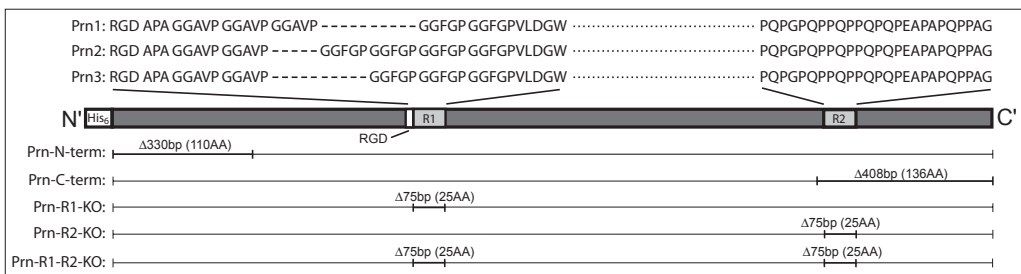 Prn1: RGD APA GGAVP GGAVP GGAVP ---------- GGFGP GGFGPVLDGW ........................................ PQPGPQPPQPPQPQPEAPAPQPPAG
Prn2: RGD APA GGAVP GGAVP ----- GGFGP GGFGP GGFGPVLDGW ........................................ PQPGPQPPQPPQPQPEAPAPQPPAG
Prn3: RGD APA GGAVP GGAVP ---------- GGFGP GGFGP GGFGPVLDGW ........................................ PQPGPQPPQPPQPQPEAPAPQPPAG
N' His6 R1 R2 C'
RGD
Prn-N-term: Δ330bp (110AA)
Prn-C-term: Δ408bp (136AA)
Prn-R1-KO: Δ75bp (25AA)
Prn-R2-KO: Δ75bp (25AA)
Prn-R1-R2-KO: Δ75bp (25AA) Δ75bp (25AA)